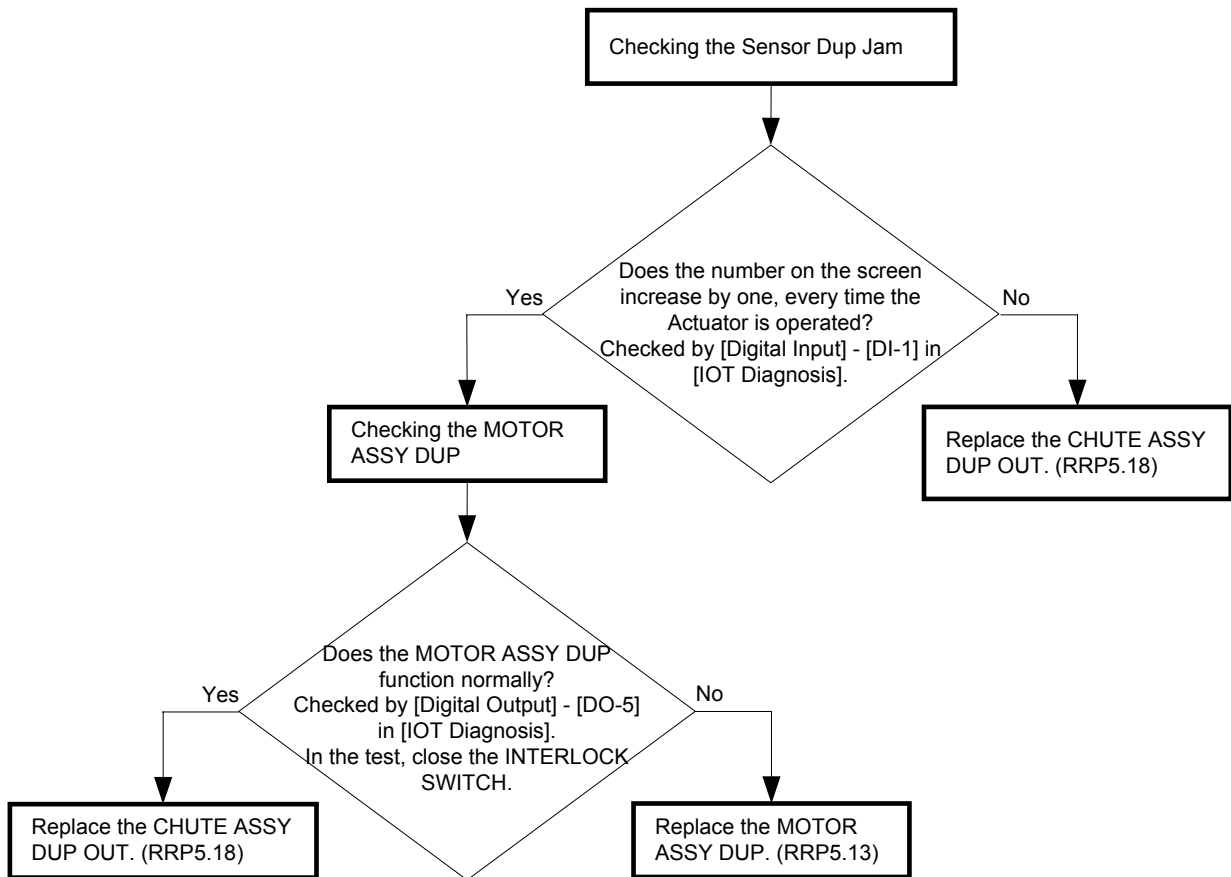 Checking the Sensor Dup Jam
Does the number on the screen
increase by one, every time the
Actuator is operated?
Checked by [Digital Input] - [DI-1] in
[IOT Diagnosis].
Yes
No
Checking the MOTOR
ASSY DUP
Replace the CHUTE ASSY
DUP OUT. (RRP5.18)
Does the MOTOR ASSY DUP
function normally?
Checked by [Digital Output] - [DO-5]
in [IOT Diagnosis].
In the test, close the INTERLOCK
SWITCH.
Yes
No
Replace the CHUTE ASSY
DUP OUT. (RRP5.18)
Replace the MOTOR
ASSY DUP. (RRP5.13)